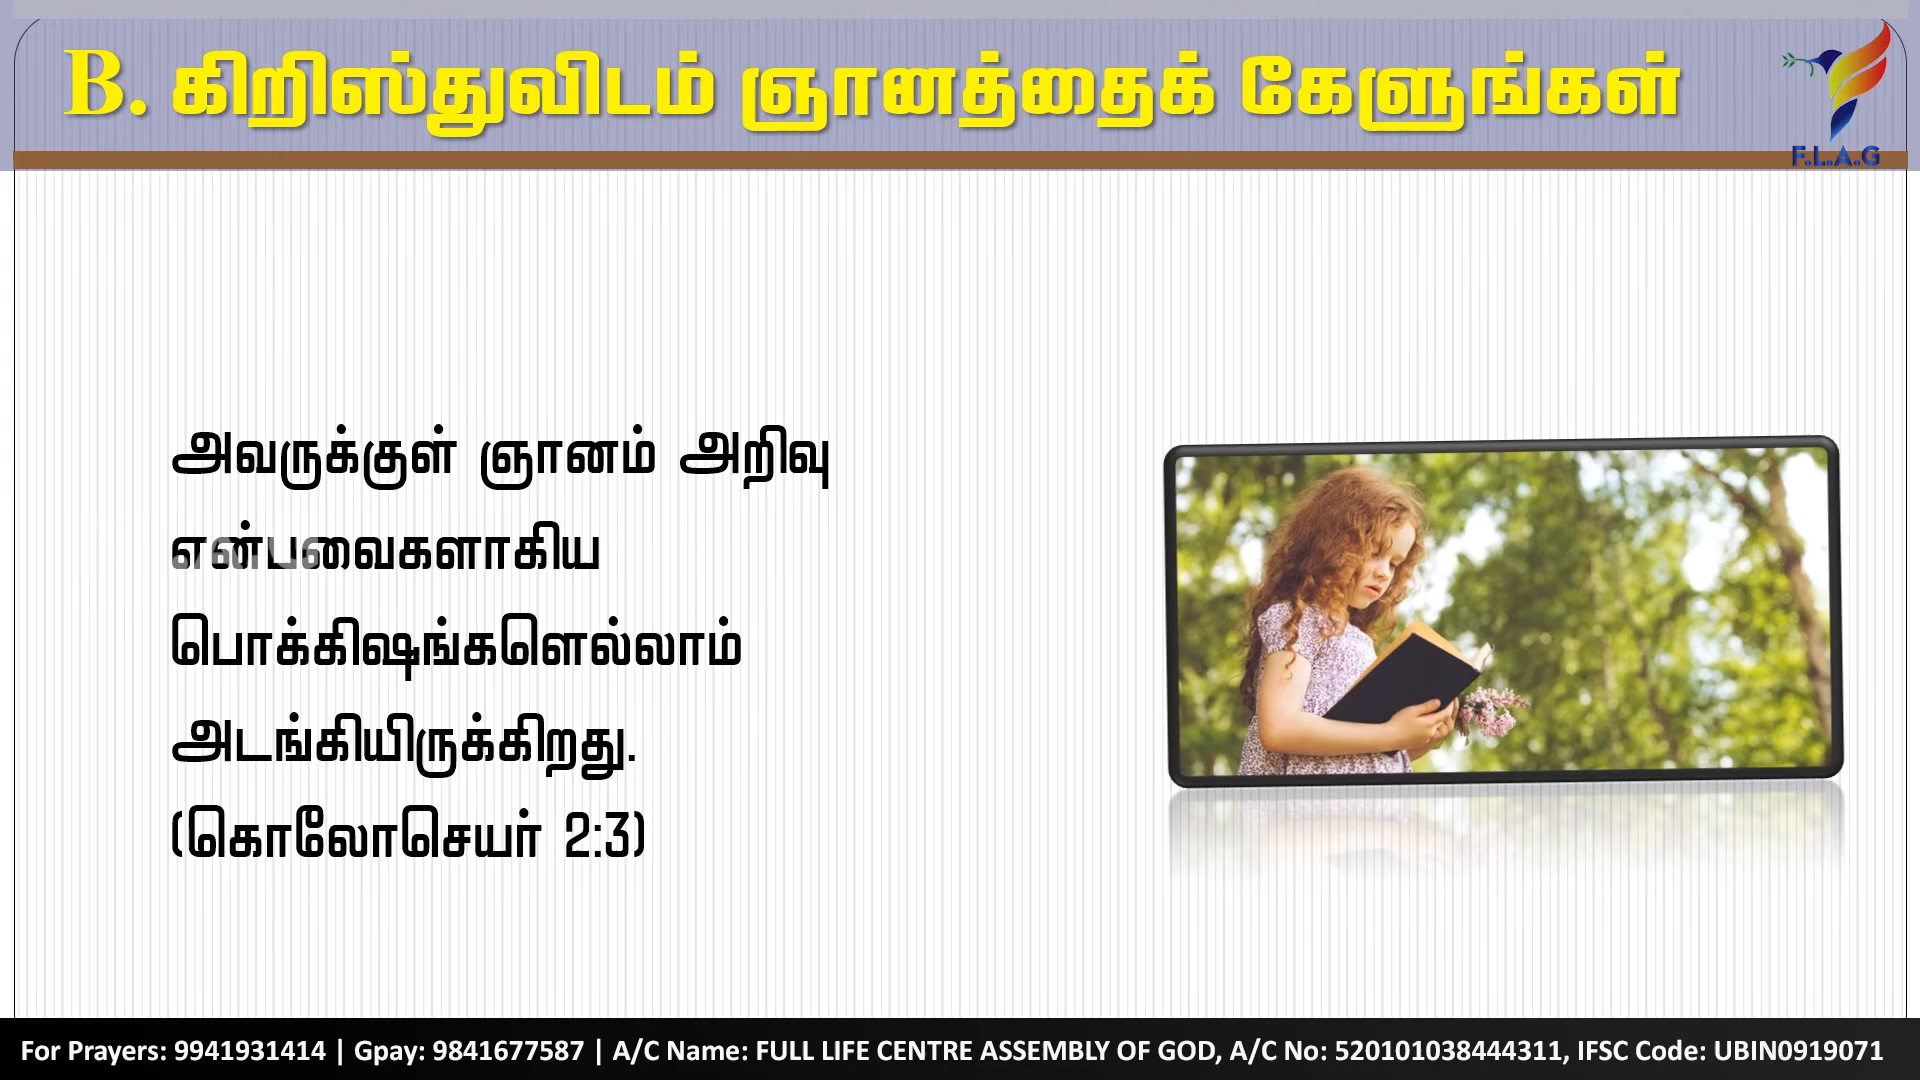 B. கிறிஸ்துவிடம் ஞானத்தைக் கேளுங்கள்
F.L.A.G
அவருக்குள் ஞானம் அறிவு
என்பவைகளாகிய
பொக்கிஷங்களெல்லாம்
அடங்கியிருக்கிறது.
(கொலோசெயர் 2:3)
For Prayers: 9941931414 | Gpay: 9841677587 | A/C Name: FULL LIFE CENTRE ASSEMBLY OF GOD, A/C No: 520101038444311, IFSC Code: UBIN0919071